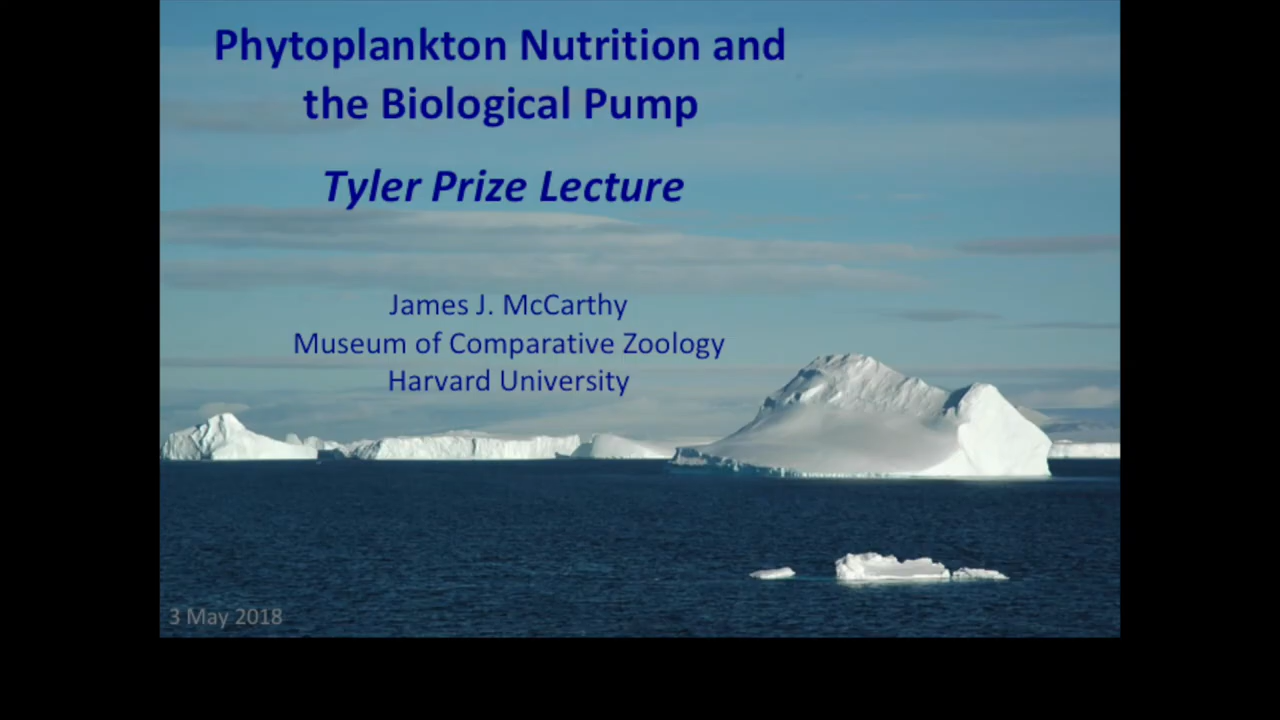 Phytoplankton Nutrition and
the Biological Pump
Tyler Prize Lecture
James J. McCarthy
Museum of Comparative Zoology
Harvard University
3 May 2018